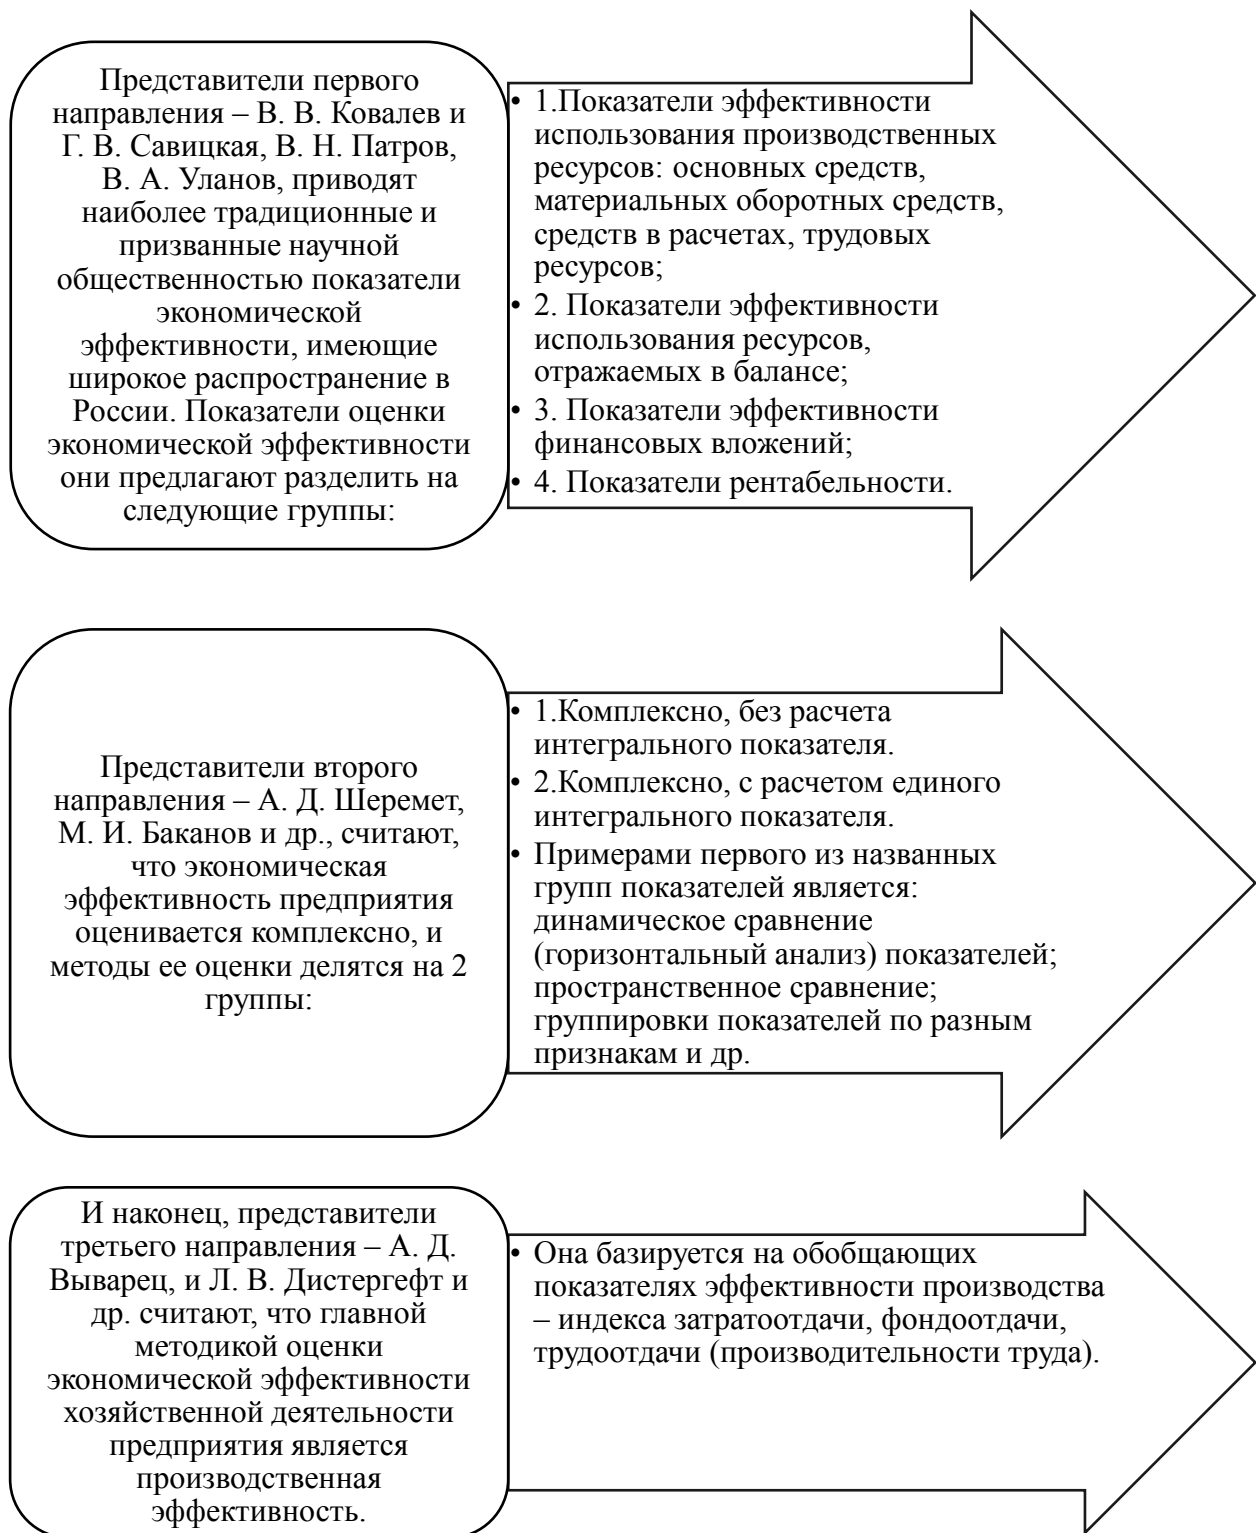 Представители первого
направления – В. В. Ковалев и
Г. В. Савицкая, В. Н. Патров,
В. А. Уланов, приводят
наиболее традиционные и
призванные научной
общественностью показатели
экономической
эффективности, имеющие
широкое распространение в
России. Показатели оценки
экономической эффективности
они предлагают разделить на
следующие группы:
• 1.Показатели эффективности
использования производственных
ресурсов: основных средств,
материальных оборотных средств,
средств в расчетах, трудовых
ресурсов;
• 2. Показатели эффективности
использования ресурсов,
отражаемых в балансе;
• 3. Показатели эффективности
финансовых вложений;
• 4. Показатели рентабельности.
Представители второго
направления – А. Д. Шеремет,
М. И. Баканов и др., считают,
что экономическая
эффективность предприятия
оценивается комплексно, и
методы ее оценки делятся на 2
группы:
• 1.Комплексно, без расчета
интегрального показателя.
• 2.Комплексно, с расчетом единого
интегрального показателя.
• Примерами первого из названных
групп показателей является:
динамическое сравнение
(горизонтальный анализ) показателей;
пространственное сравнение;
группировки показателей по разным
признакам и др.
И наконец, представители
третьего направления – А. Д.
Выварец, и Л. В. Дистергефт и
др. считают, что главной
методикой оценки
экономической эффективности
хозяйственной деятельности
предприятия является
производственная
эффективность.
• Она базируется на обобщающих
показателях эффективности производства
– индекса затратоотдачи, фондоотдачи,
трудоотдачи (производительности труда).